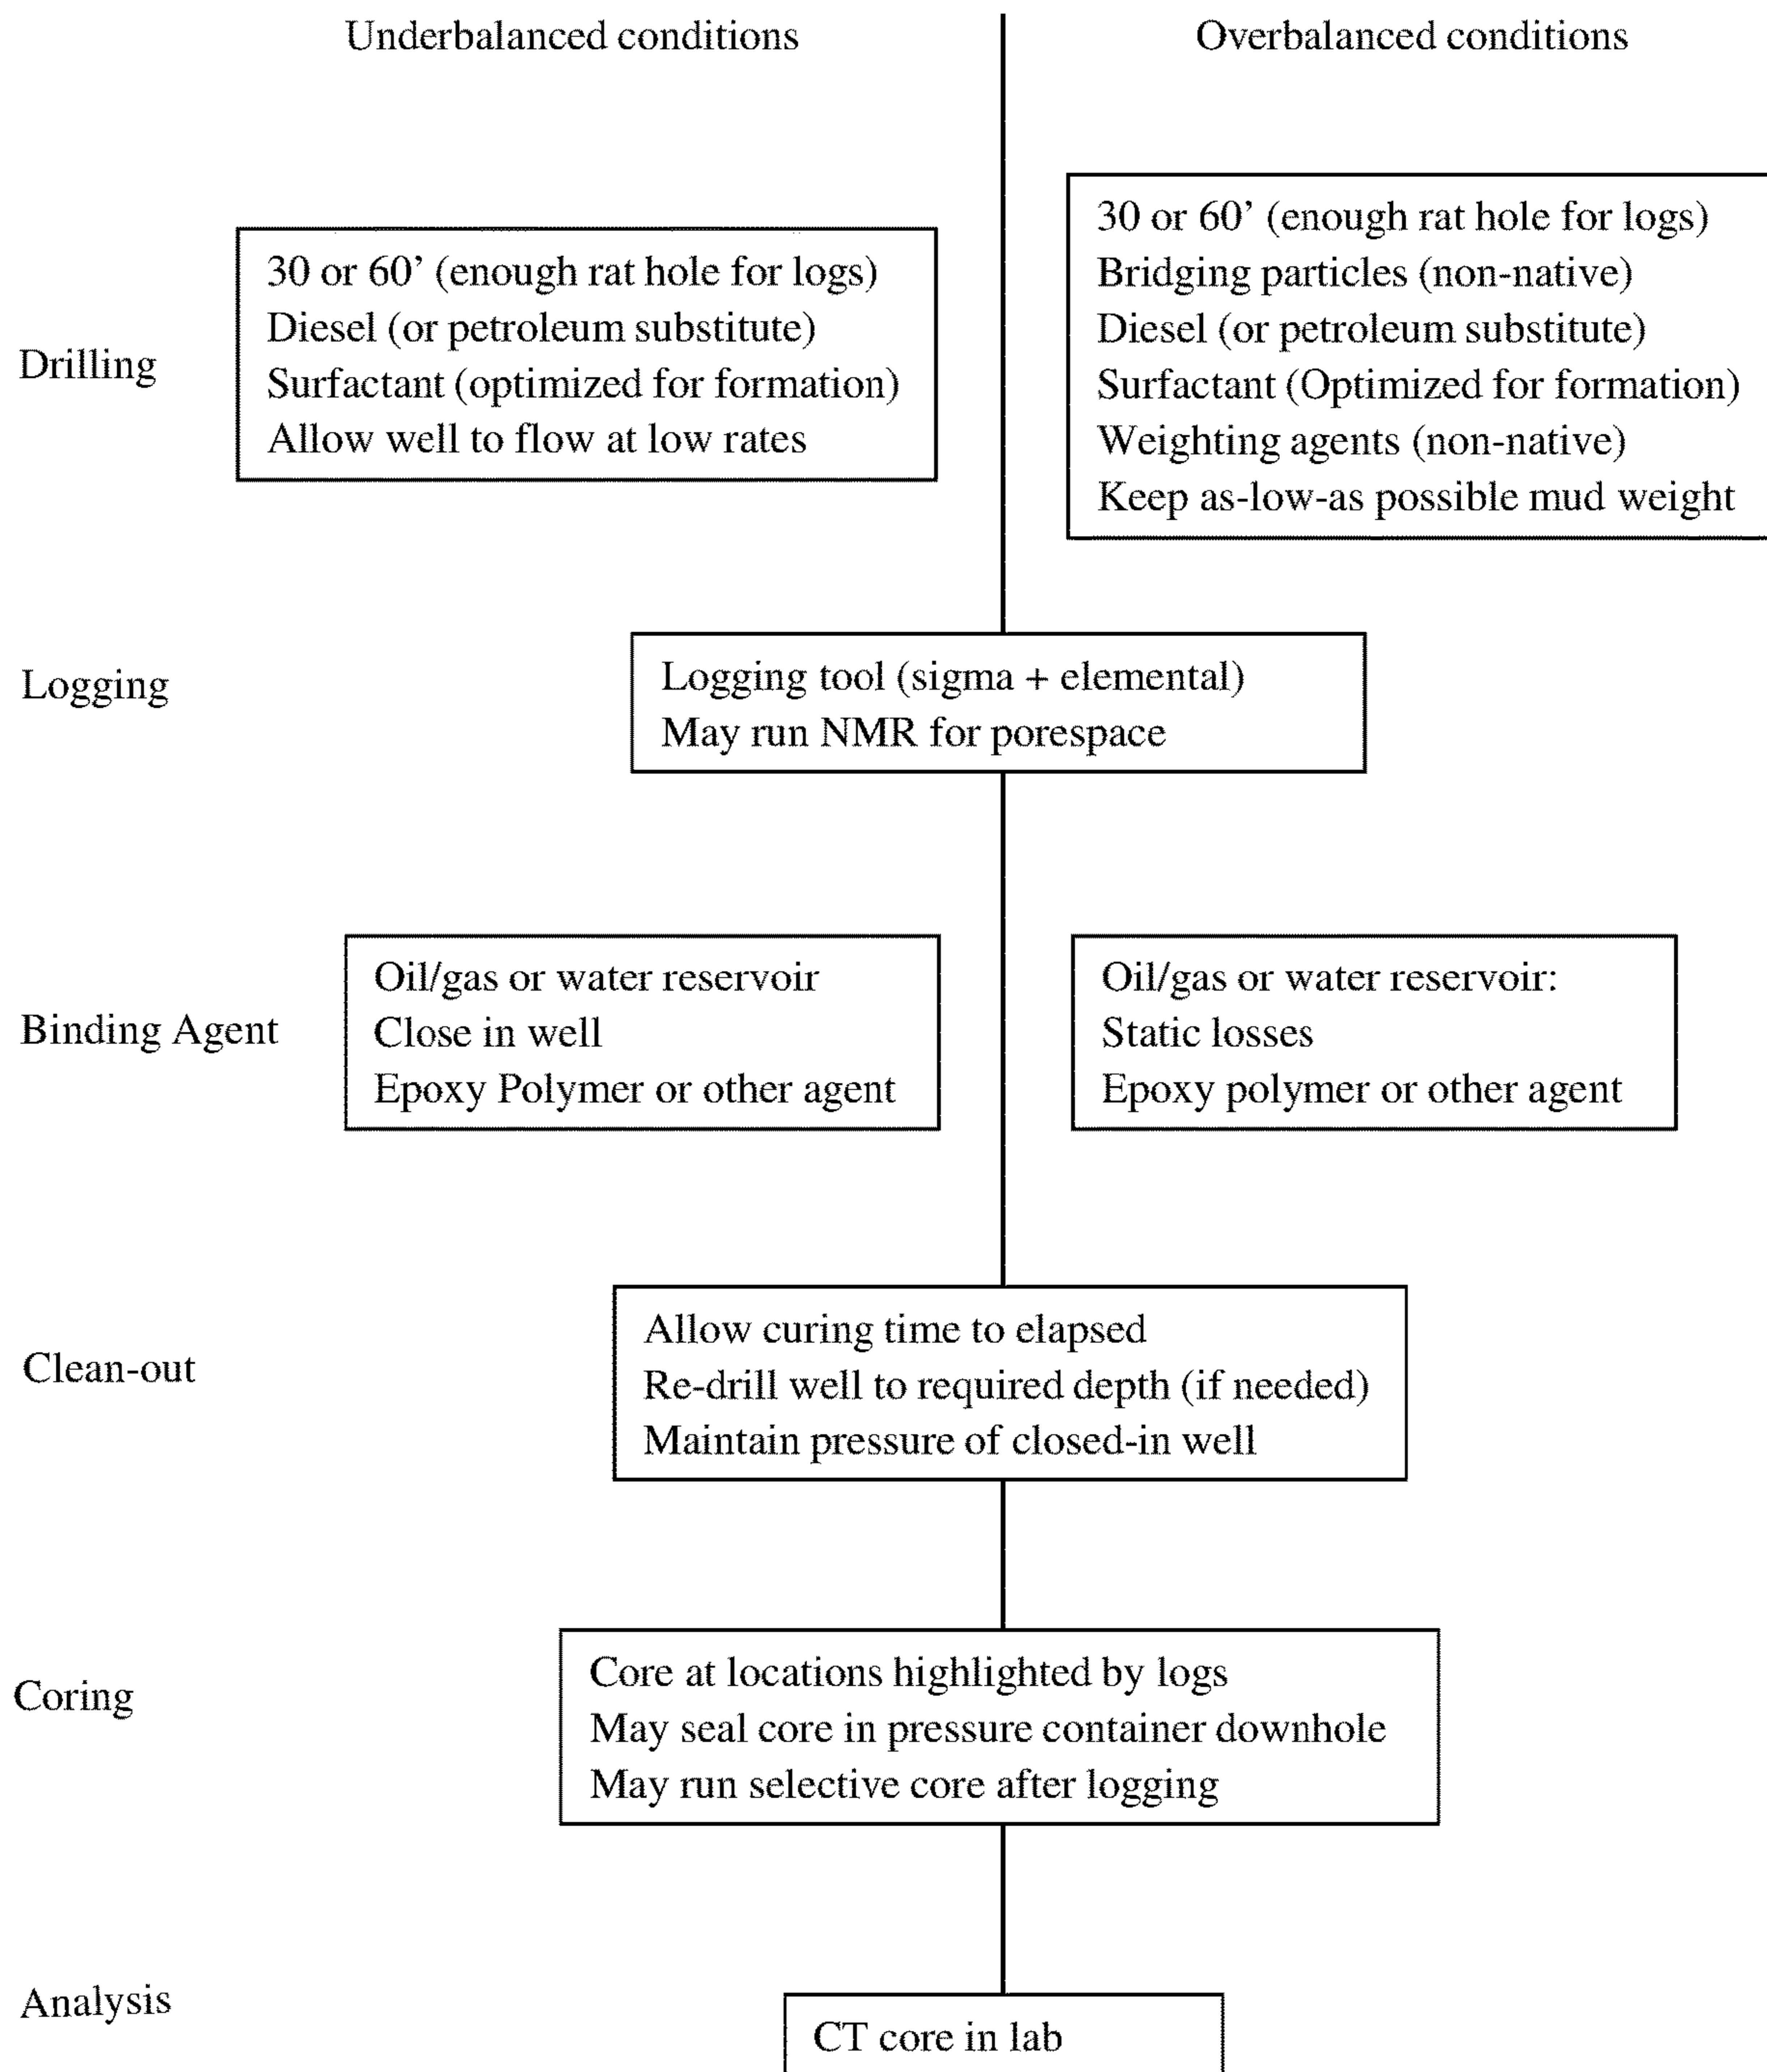 Underbalanced conditions
Overbalanced conditions
Drilling
30 or 60’ (enough rat hole for logs)
Diesel (or petroleum substitute)
Surfactant (optimized for formation)
Allow well to flow at low rates
30 or 60’ (enough rat hole for logs)
Bridging particles (non-native)
Diesel (or petroleum substitute)
Surfactant (Optimized for formation)
Weighting agents (non-native)
Keep as-low-as possible mud weight
Logging
Logging tool (sigma + elemental)
May run NMR for porespace
Binding Agent
Oil/gas or water reservoir
Close in well
Epoxy Polymer or other agent
Oil/gas or water reservoir:
Static losses
Epoxy polymer or other agent
Clean-out
Allow curing time to elapsed
Re-drill well to required depth (if needed)
Maintain pressure of closed-in well
Coring
Core at locations highlighted by logs
May seal core in pressure container downhole
May run selective core after logging
Analysis
CT core in lab